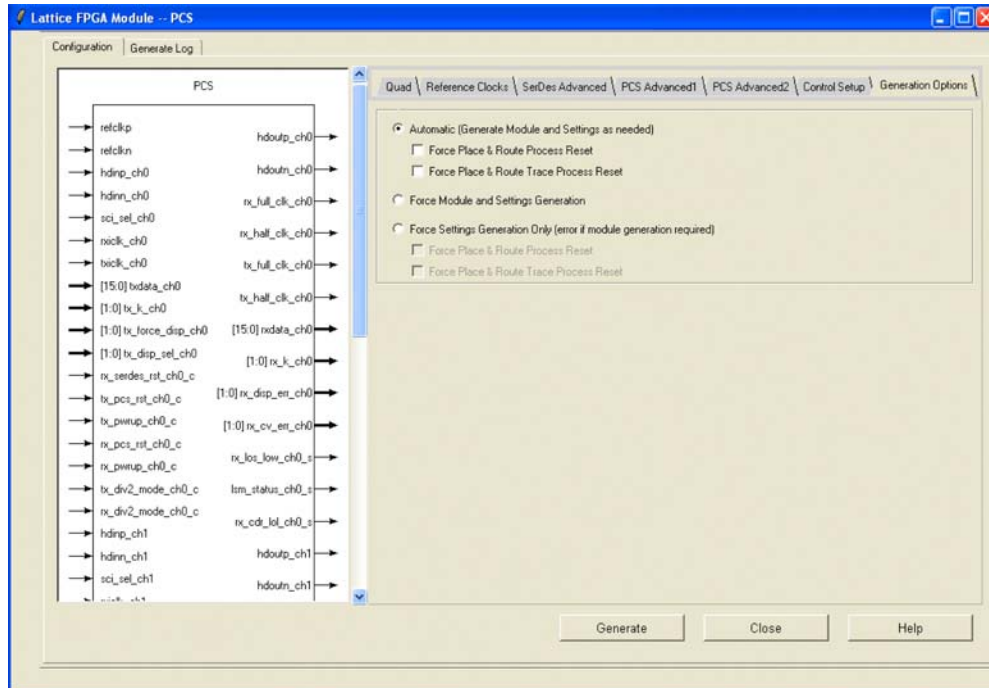 Lattice FPGA Module -- PCS
Configuration
Generate Log
PCS
refclkp
refclkn
hdinp_ch0
hdinn_ch0
sci_sel_ch0
rxiclk_ch0
txiclk_ch0
[15:0] txdata_ch0
[1:0] tx_k_ch0
[1:0] tx_force_disp_ch0
[1:0] tx_disp_sel_ch0
rx_serdes_rst_ch0_c
tx_pcs_rst_ch0_c
tx_pwrup_ch0_c
rx_pcs_rst_ch0_c
rx_pwrup_ch0_c
tx_div2_mode_ch0_c
rx_div2_mode_ch0_c
hdinp_ch1
hdinn_ch1
sci_sel_ch1
hdoutp_ch0
hdoutn_ch0
rx_full_clk_ch0
rx_half_clk_ch0
tx_full_clk_ch0
tx_half_clk_ch0
[15:0] rxdata_ch0
[1:0] rx_k_ch0
[1:0] rx_disp_err_ch0
[1:0] rx_cv_err_ch0
rx_los_low_ch0_s
lsm_status_ch0_s
rx_cdr_lol_ch0_s
hdoutp_ch1
hdoutn_ch1
Quad
Reference Clocks
SerDes Advanced
PCS Advanced1
PCS Advanced2
Control Setup
Generation Options
Automatic (Generate Module and Settings as needed)
Force Place & Route Process Reset
Force Place & Route Trace Process Reset
Force Module and Settings Generation
Force Settings Generation Only (error if module generation required)
Force Place & Route Process Reset
Force Place & Route Trace Process Reset
Generate
Close
Help